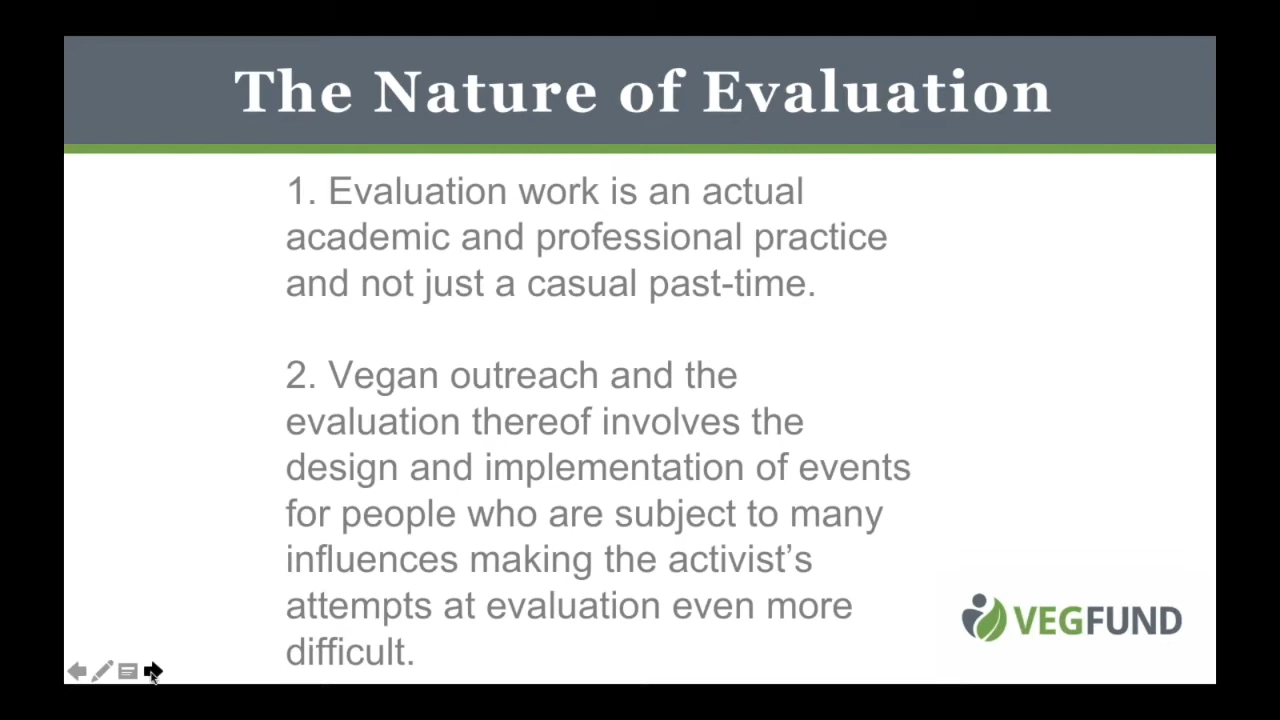 The Nature of Evaluation
1. Evaluation work is an actual
academic and professional practice
and not just a casual past-time.
2. Vegan outreach and the
evaluation thereof involves the
design and implementation of events
for people who are subject to many
influences making the activist’s
attempts at evaluation even more
difficult.
VEGFUND